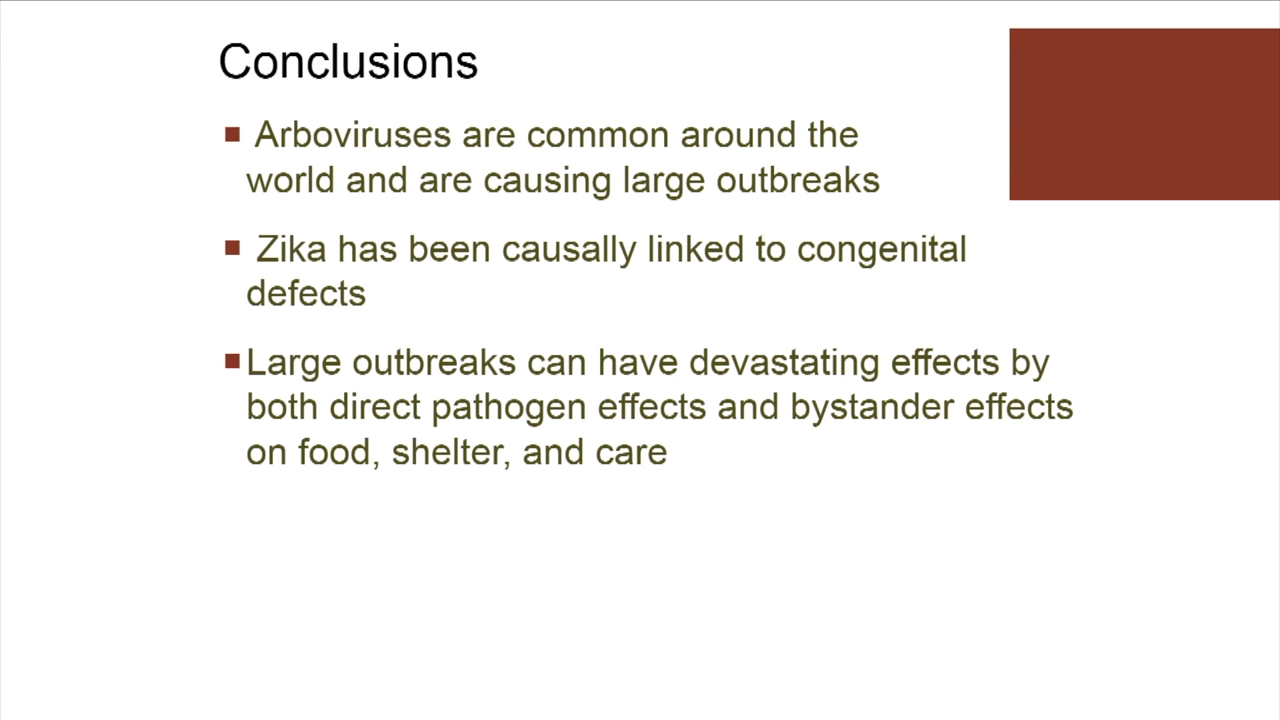 Conclusions
■ Arboviruses are common around the
world and are causing large outbreaks
■ Zika has been causally linked to congenital
defects
■ Large outbreaks can have devastating effects by
both direct pathogen effects and bystander effects
on food, shelter, and care